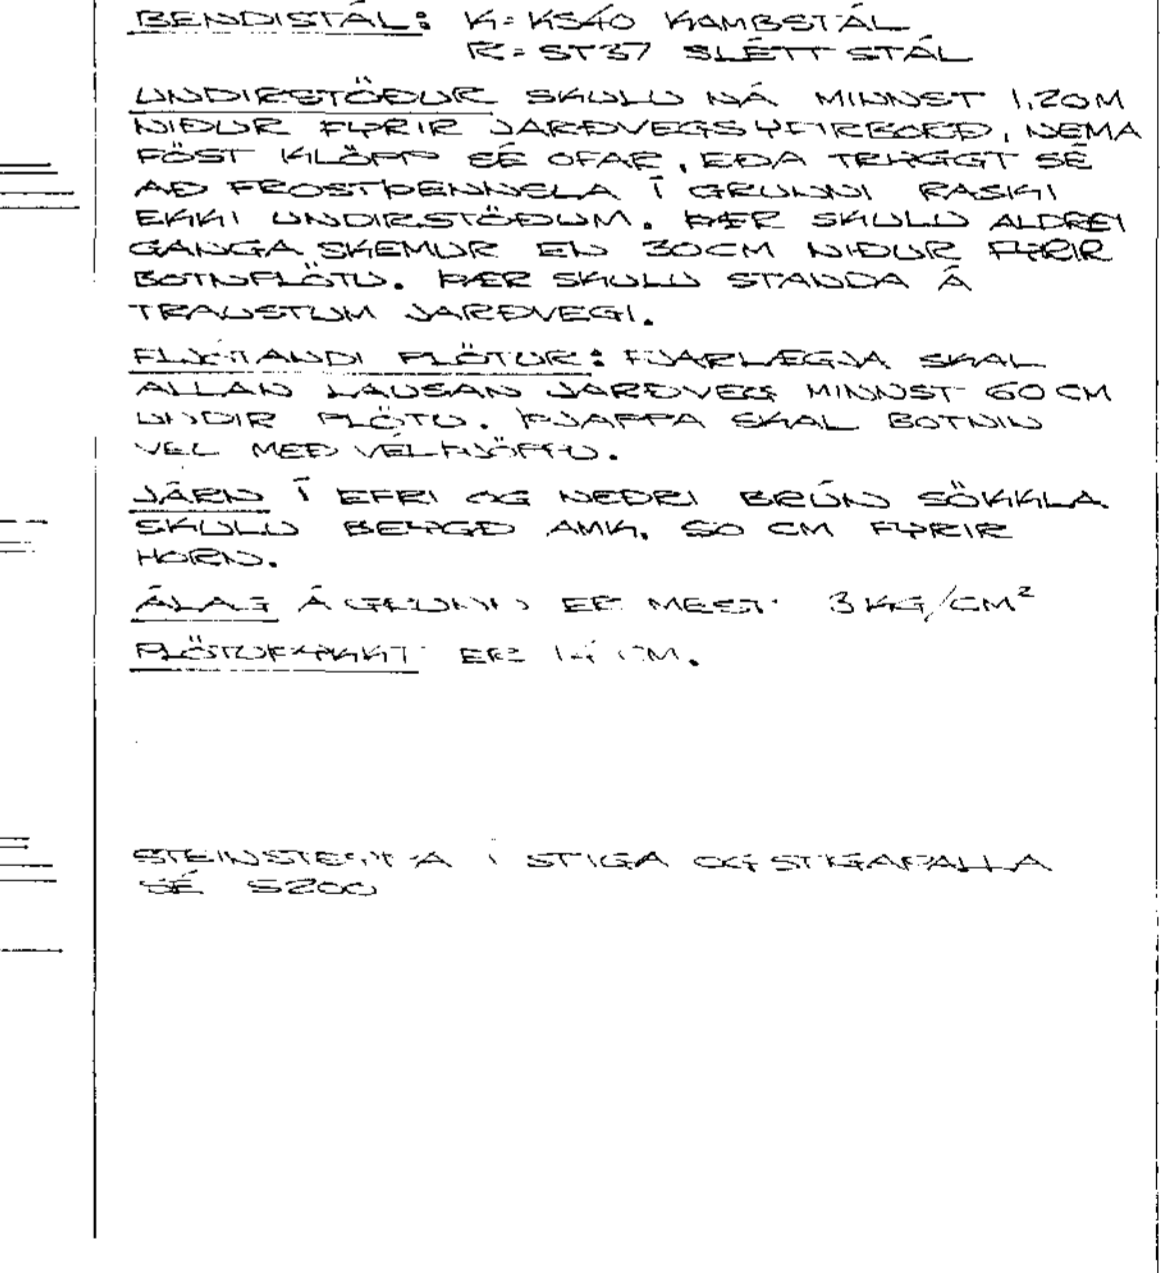 BENDISTÁL: K=KS40 KAMBSTÁL
R=ST37 SLÉTT STÁL
UNDIRSTÖÐUR SKULU NÁ MINNST 1,20M
NIÐUR FYRIR JARÐVEGSYFIRBORÐ, NEMA
FÖST KLÖPP SÉ OFAR, EÐA TRYGGT SÉ
AÐ FROSTÞENNSLA Í GRUNNI RASKI
EKKI UNDIRSTÖÐUM. ÞÆR SKULU ALDREI
GANGA SKEMUR EN 30CM NIÐUR FYRIR
BOTNPLÖTU. ÞÆR SKULU STANDA Á
TRAUSTUM JARÐVEGI.
FLJÓTANDI PLÖTUR: FJARLÆGJA SKAL
ALLAN LAUSAN JARÐVEG MINNST 60 CM
UNDIR PLÖTU. ÞJAPPA SKAL BOTNIN
VEL MEÐ VÉLÞJÖPPU.
JÁRN Í EFRI OG NEÐRI BRÚN SÖKKLA
SKULU BEYGÐ AMK. 50 CM FYRIR
HORN.
ÁLAG Á GRUNN ER MEST 3 KG/CM²
PLÖTUÞYKKT ER 14 CM.
STEINSTEYPA Í STIGA OG STIGAPALLA
SÉ S200